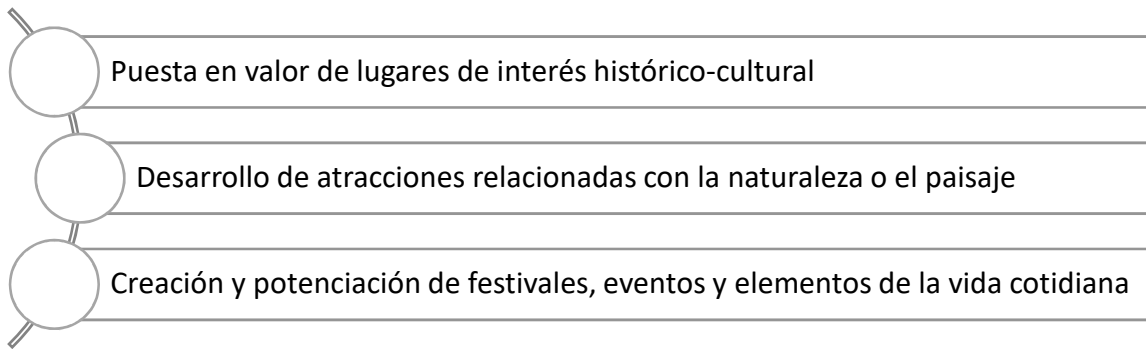 Puesta en valor de lugares de interés histórico-cultural
Desarrollo de atracciones relacionadas con la naturaleza o el paisaje
Creación y potenciación de festivales, eventos y elementos de la vida cotidiana